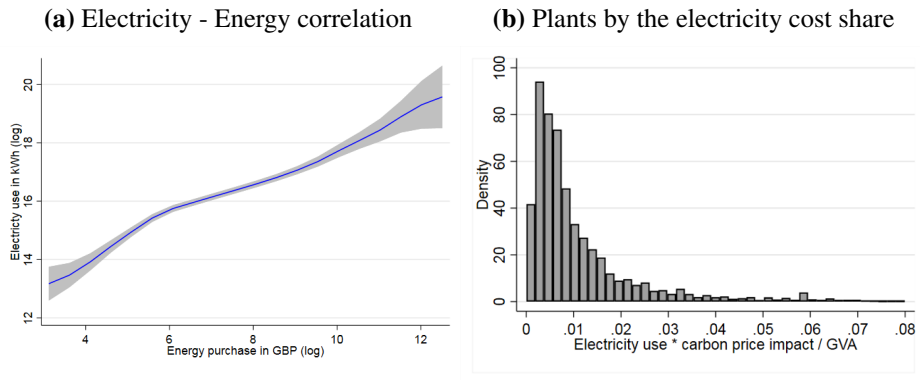 (a) Electricity - Energy correlation
(b) Plants by the electricity cost share
Electricty use in kWh (log)
20
18
16
14
12
4 6 8 10 12
Energy purchase in GBP (log)
Density
100
80
60
40
20
0
0 .01 .02 .03 .04 .05 .06 .07 .08
Electricity use * carbon price impact / GVA